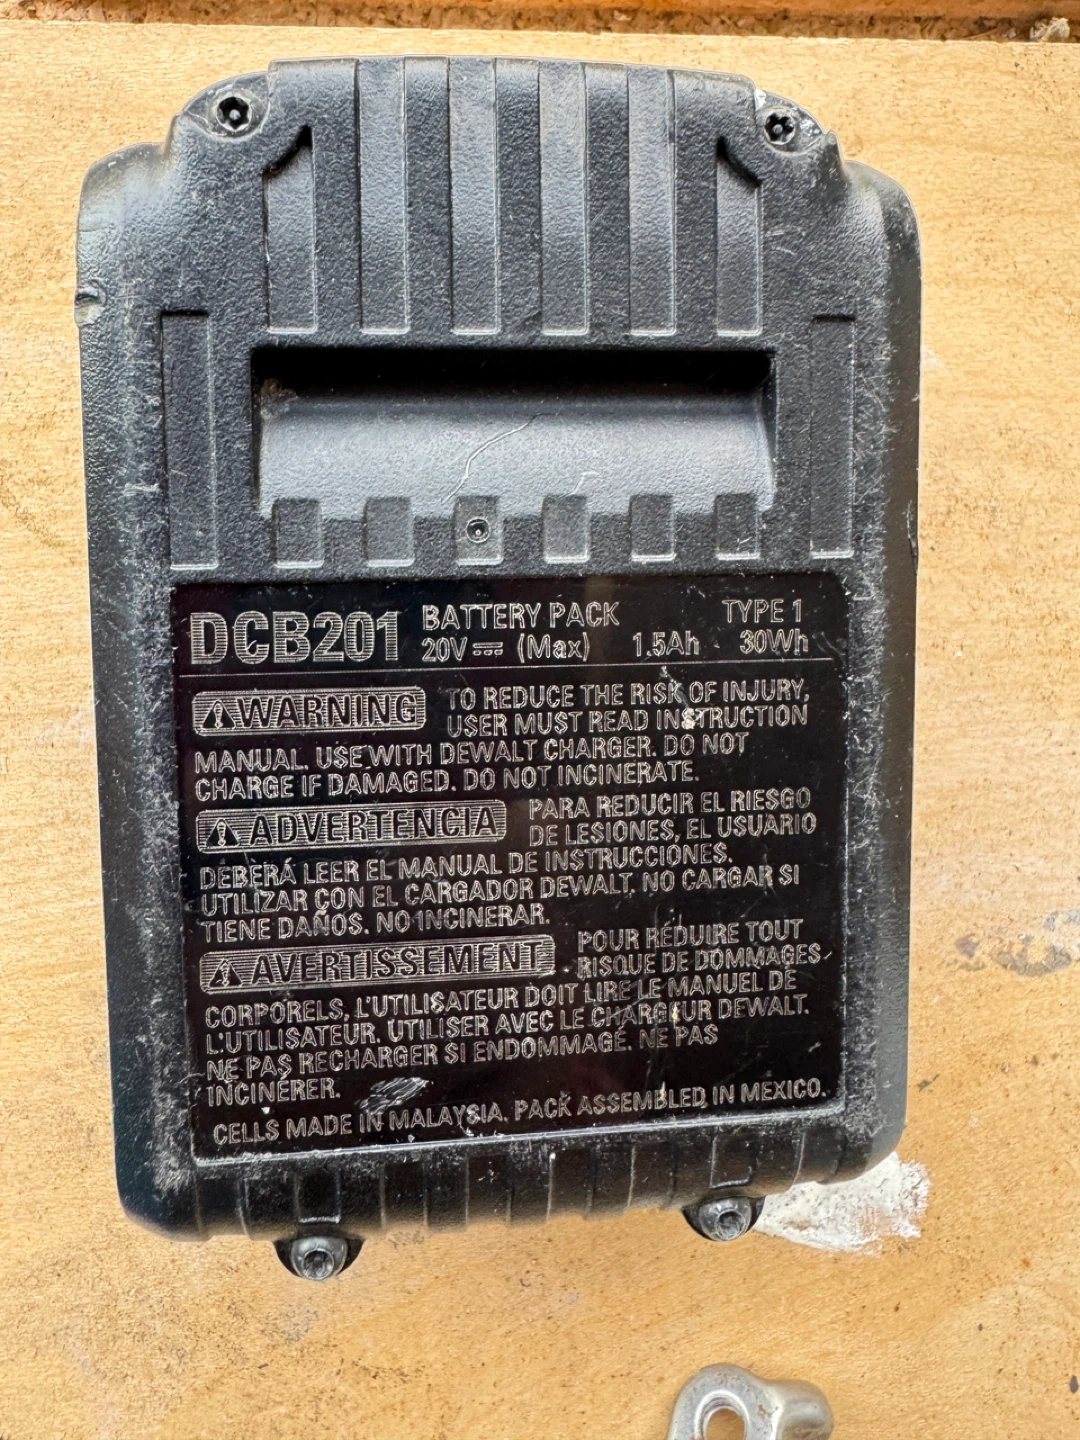 DCB201 BATTERY PACK TYPE 1
20V ⎓ (Max) 1.5Ah 30Wh
⚠WARNING TO REDUCE THE RISK OF INJURY,
USER MUST READ INSTRUCTION
MANUAL. USE WITH DEWALT CHARGER. DO NOT
CHARGE IF DAMAGED. DO NOT INCINERATE.
⚠ADVERTENCIA PARA REDUCIR EL RIESGO
DE LESIONES, EL USUARIO
DEBERÁ LEER EL MANUAL DE INSTRUCCIONES.
UTILIZAR CON EL CARGADOR DEWALT. NO CARGAR SI
TIENE DAÑOS. NO INCINERAR.
⚠AVERTISSEMENT POUR RÉDUIRE TOUT
RISQUE DE DOMMAGES
CORPORELS, L'UTILISATEUR DOIT LIRE LE MANUEL DE
L'UTILISATEUR. UTILISER AVEC LE CHARGEUR DEWALT.
NE PAS RECHARGER SI ENDOMMAGÉ. NE PAS
INCINÉRER.
CELLS MADE IN MALAYSIA. PACK ASSEMBLED IN MEXICO.